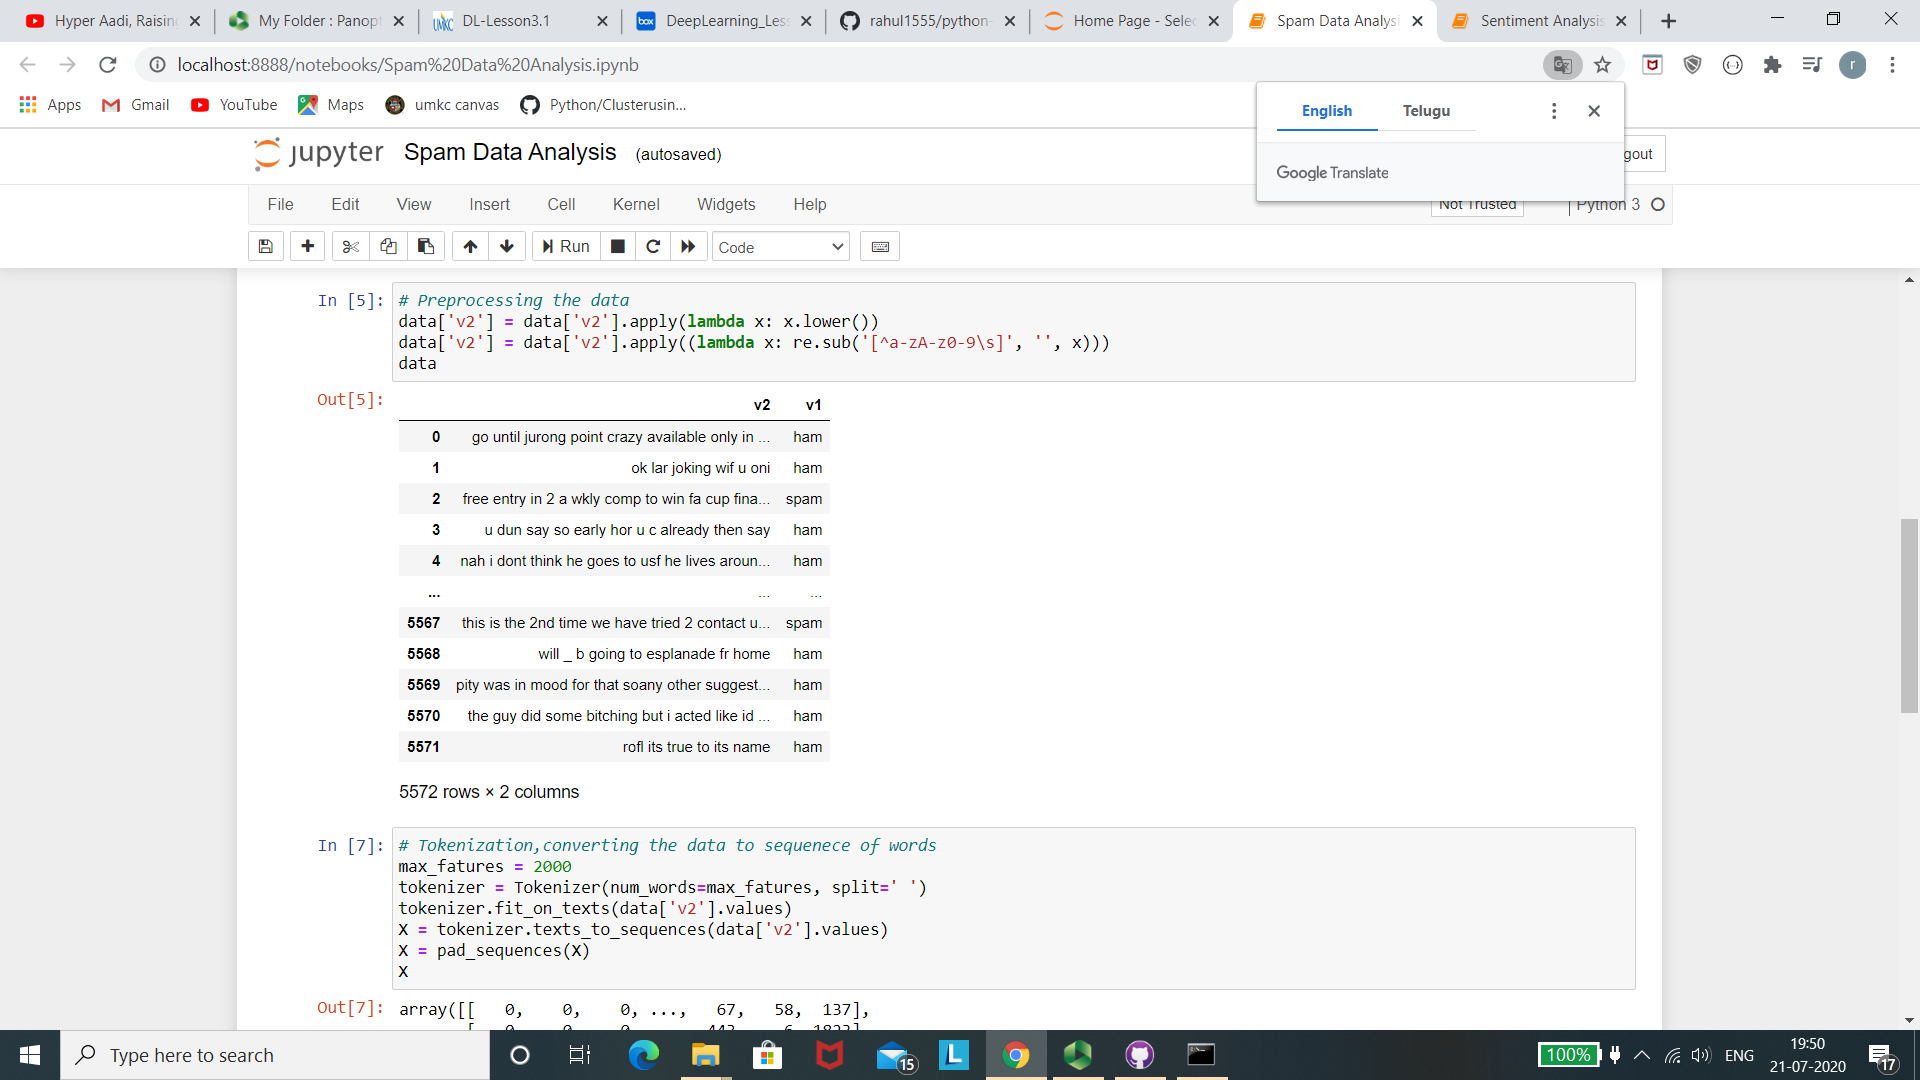 Hyper Aadi, Raising
My Folder : Panopt
DL-Lesson3.1
DeepLearning_Less
rahul1555/python-
Home Page - Selec
Spam Data Analysi
Sentiment Analysis
localhost:8888/notebooks/Spam%20Data%20Analysis.ipynb
r
Apps
Gmail
YouTube
Maps
umkc canvas
Python/Clusterusin...
English
Telugu
Google Translate
jupyter
Spam Data Analysis
(autosaved)
gout
File
Edit
View
Insert
Cell
Kernel
Widgets
Help
Not Trusted
Python 3
Run
Code
In [5]:
# Preprocessing the data
data['v2'] = data['v2'].apply(lambda x: x.lower())
data['v2'] = data['v2'].apply((lambda x: re.sub('[^a-zA-z0-9\s]', '', x)))
data
Out[5]:
v2 v1
0 go until jurong point crazy available only in ... ham
1 ok lar joking wif u oni ham
2 free entry in 2 a wkly comp to win fa cup fina... spam
3 u dun say so early hor u c already then say ham
4 nah i dont think he goes to usf he lives aroun... ham
... ... ...
5567 this is the 2nd time we have tried 2 contact u... spam
5568 will _ b going to esplanade fr home ham
5569 pity was in mood for that soany other suggest... ham
5570 the guy did some bitching but i acted like id ... ham
5571 rofl its true to its name ham
5572 rows × 2 columns
In [7]:
# Tokenization,converting the data to sequenece of words
max_fatures = 2000
tokenizer = Tokenizer(num_words=max_fatures, split=' ')
tokenizer.fit_on_texts(data['v2'].values)
X = tokenizer.texts_to_sequences(data['v2'].values)
X = pad_sequences(X)
X
Out[7]:
array([[ 0, 0, 0, ..., 67, 58, 137],
Type here to search
15
L
100%
ENG
19:50
21-07-2020
17